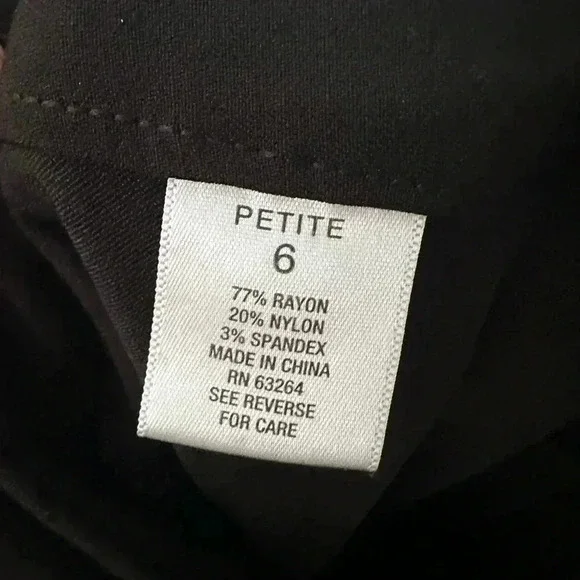 PETITE
6
77% RAYON
20% NYLON
3% SPANDEX
MADE IN CHINA
RN 63264
SEE REVERSE
FOR CARE